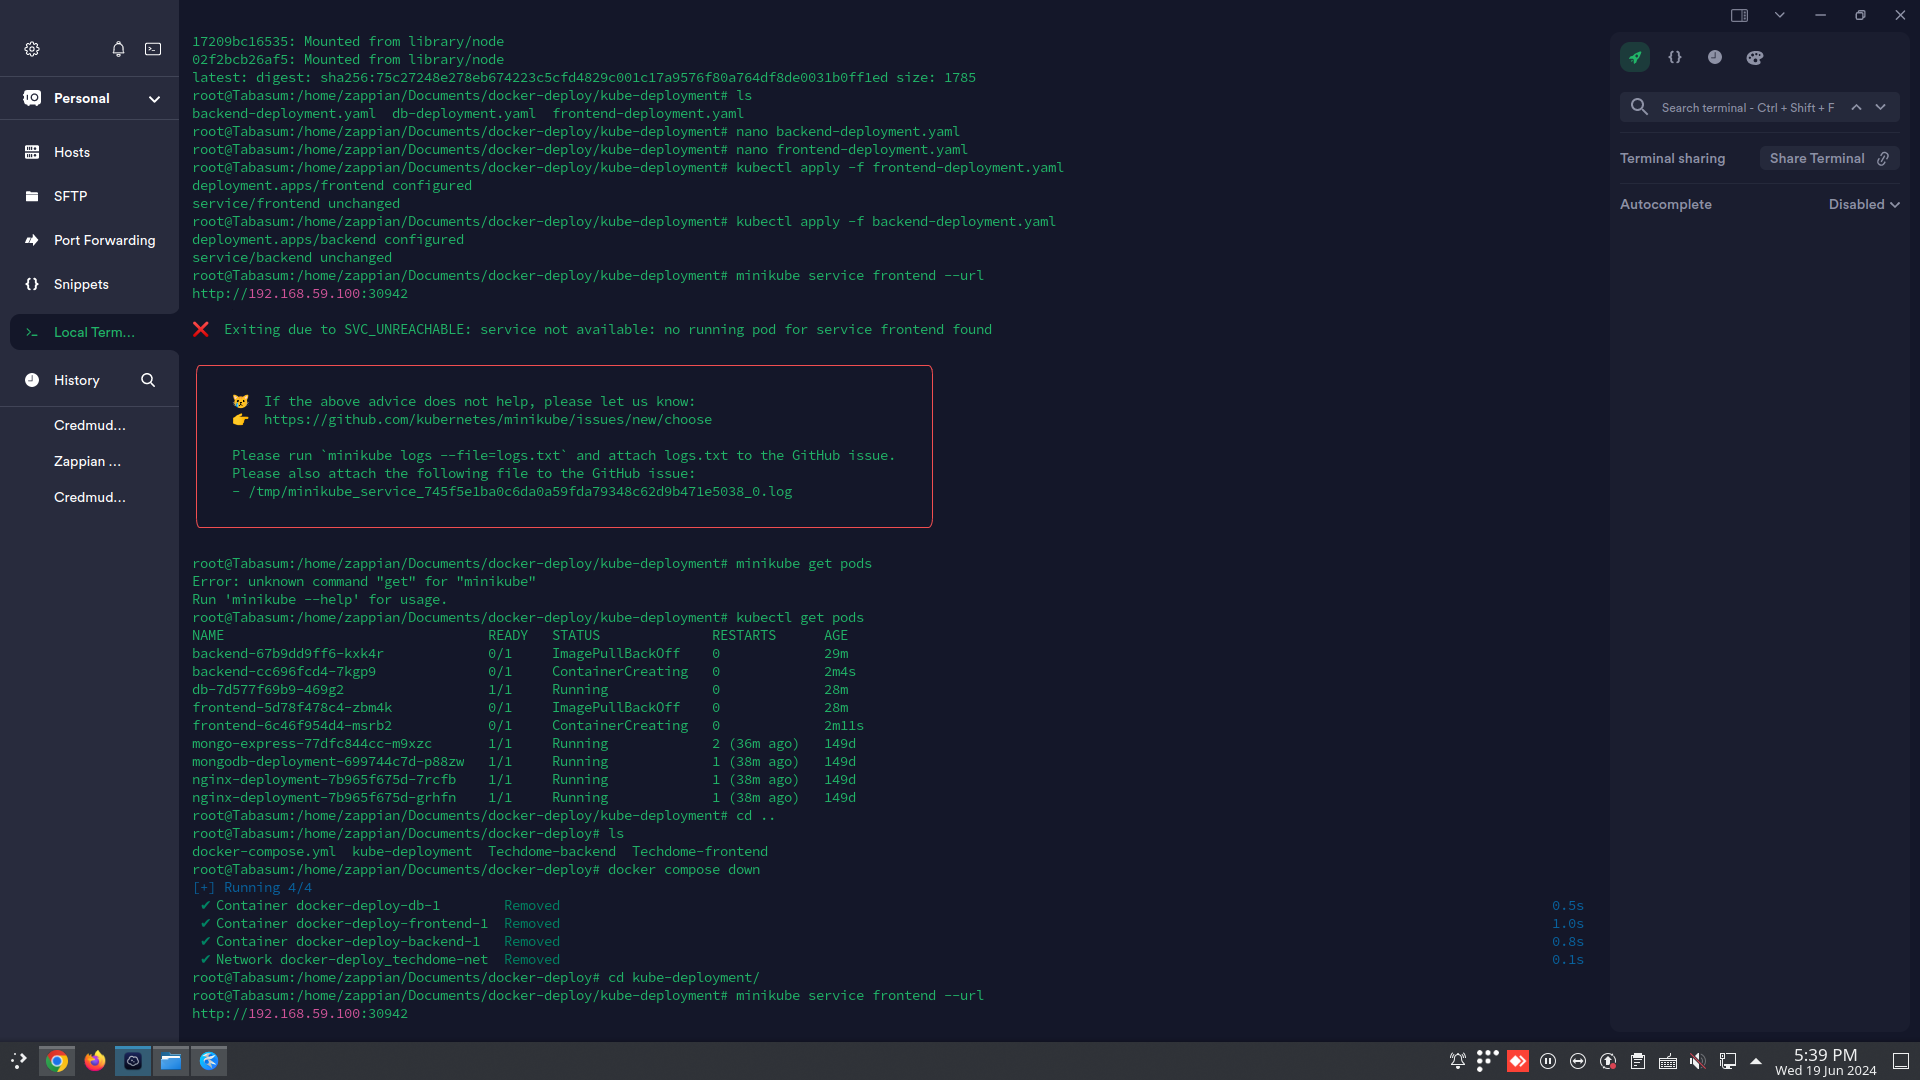 Personal
Hosts
SFTP
Port Forwarding
Snippets
Local Term...
History
Credmud...
Zappian ...
Credmud...
17209bc16535: Mounted from library/node
02f2bcb26af5: Mounted from library/node
latest: digest: sha256:75c27248e278eb674223c5cfd4829c001c17a9576f80a764df8de0031b0ff1ed size: 1785
root@Tabasum:/home/zappian/Documents/docker-deploy/kube-deployment# ls
backend-deployment.yaml  db-deployment.yaml  frontend-deployment.yaml
root@Tabasum:/home/zappian/Documents/docker-deploy/kube-deployment# nano backend-deployment.yaml
root@Tabasum:/home/zappian/Documents/docker-deploy/kube-deployment# nano frontend-deployment.yaml
root@Tabasum:/home/zappian/Documents/docker-deploy/kube-deployment# kubectl apply -f frontend-deployment.yaml
deployment.apps/frontend configured
service/frontend unchanged
root@Tabasum:/home/zappian/Documents/docker-deploy/kube-deployment# kubectl apply -f backend-deployment.yaml
deployment.apps/backend configured
service/backend unchanged
root@Tabasum:/home/zappian/Documents/docker-deploy/kube-deployment# minikube service frontend --url
http://192.168.59.100:30942
❌  Exiting due to SVC_UNREACHABLE: service not available: no running pod for service frontend found
😿  If the above advice does not help, please let us know:
👉  https://github.com/kubernetes/minikube/issues/new/choose
Please run `minikube logs --file=logs.txt` and attach logs.txt to the GitHub issue.
Please also attach the following file to the GitHub issue:
- /tmp/minikube_service_745f5e1ba0c6da0a59fda79348c62d9b471e5038_0.log
root@Tabasum:/home/zappian/Documents/docker-deploy/kube-deployment# minikube get pods
Error: unknown command "get" for "minikube"
Run 'minikube --help' for usage.
root@Tabasum:/home/zappian/Documents/docker-deploy/kube-deployment# kubectl get pods
NAME                                 READY   STATUS              RESTARTS      AGE
backend-67b9dd9ff6-kxk4r             0/1     ImagePullBackOff    0             29m
backend-cc696fcd4-7kgp9              0/1     ContainerCreating   0             2m4s
db-7d577f69b9-469g2                  1/1     Running             0             28m
frontend-5d78f478c4-zbm4k            0/1     ImagePullBackOff    0             28m
frontend-6c46f954d4-msrb2            0/1     ContainerCreating   0             2m11s
mongo-express-77dfc844cc-m9xzc       1/1     Running             2 (36m ago)   149d
mongodb-deployment-699744c7d-p88zw   1/1     Running             1 (38m ago)   149d
nginx-deployment-7b965f675d-7rcfb    1/1     Running             1 (38m ago)   149d
nginx-deployment-7b965f675d-grhfn    1/1     Running             1 (38m ago)   149d
root@Tabasum:/home/zappian/Documents/docker-deploy/kube-deployment# cd ..
root@Tabasum:/home/zappian/Documents/docker-deploy# ls
docker-compose.yml  kube-deployment  Techdome-backend  Techdome-frontend
root@Tabasum:/home/zappian/Documents/docker-deploy# docker compose down
[+] Running 4/4
✔ Container docker-deploy-db-1        Removed 0.5s
✔ Container docker-deploy-frontend-1  Removed 1.0s
✔ Container docker-deploy-backend-1   Removed 0.8s
✔ Network docker-deploy_techdome-net  Removed 0.1s
root@Tabasum:/home/zappian/Documents/docker-deploy# cd kube-deployment/
root@Tabasum:/home/zappian/Documents/docker-deploy/kube-deployment# minikube service frontend --url
http://192.168.59.100:30942
Search terminal - Ctrl + Shift + F
Terminal sharing
Share Terminal
Autocomplete
Disabled
5:39 PM
Wed 19 Jun 2024